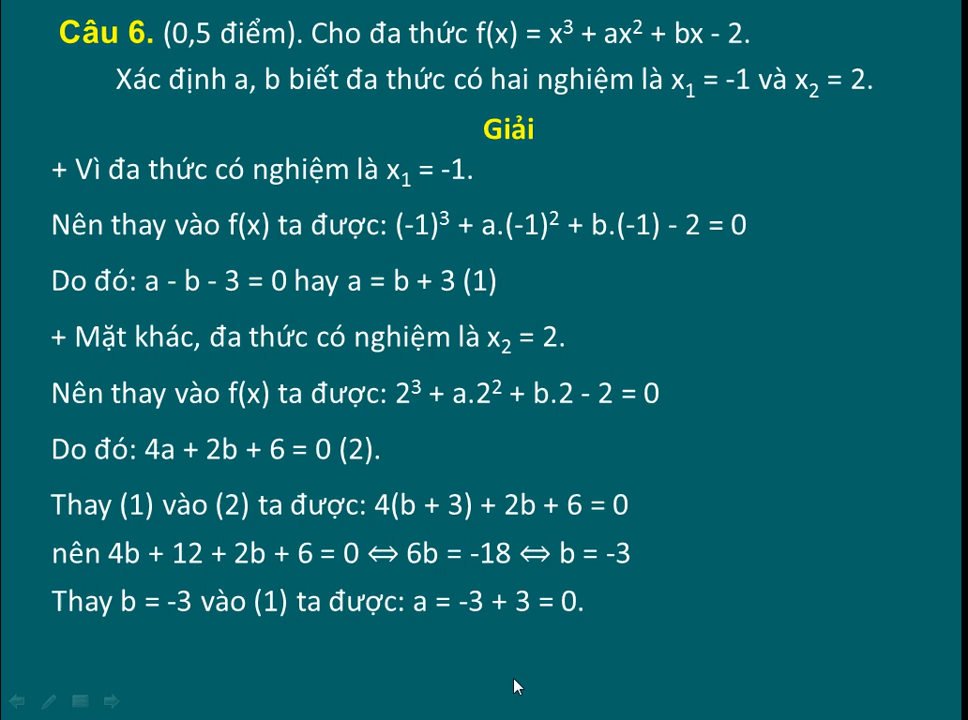 Câu 6. (0,5 điểm). Cho đa thức f(x) = x³ + ax² + bx - 2.
Xác định a, b biết đa thức có hai nghiệm là x₁ = -1 và x₂ = 2.
Giải
+ Vì đa thức có nghiệm là x₁ = -1.
Nên thay vào f(x) ta được: (-1)³ + a.(-1)² + b.(-1) - 2 = 0
Do đó: a - b - 3 = 0 hay a = b + 3 (1)
+ Mặt khác, đa thức có nghiệm là x₂ = 2.
Nên thay vào f(x) ta được: 2³ + a.2² + b.2 - 2 = 0
Do đó: 4a + 2b + 6 = 0 (2).
Thay (1) vào (2) ta được: 4(b + 3) + 2b + 6 = 0
nên 4b + 12 + 2b + 6 = 0 ⇔ 6b = -18 ⇔ b = -3
Thay b = -3 vào (1) ta được: a = -3 + 3 = 0.